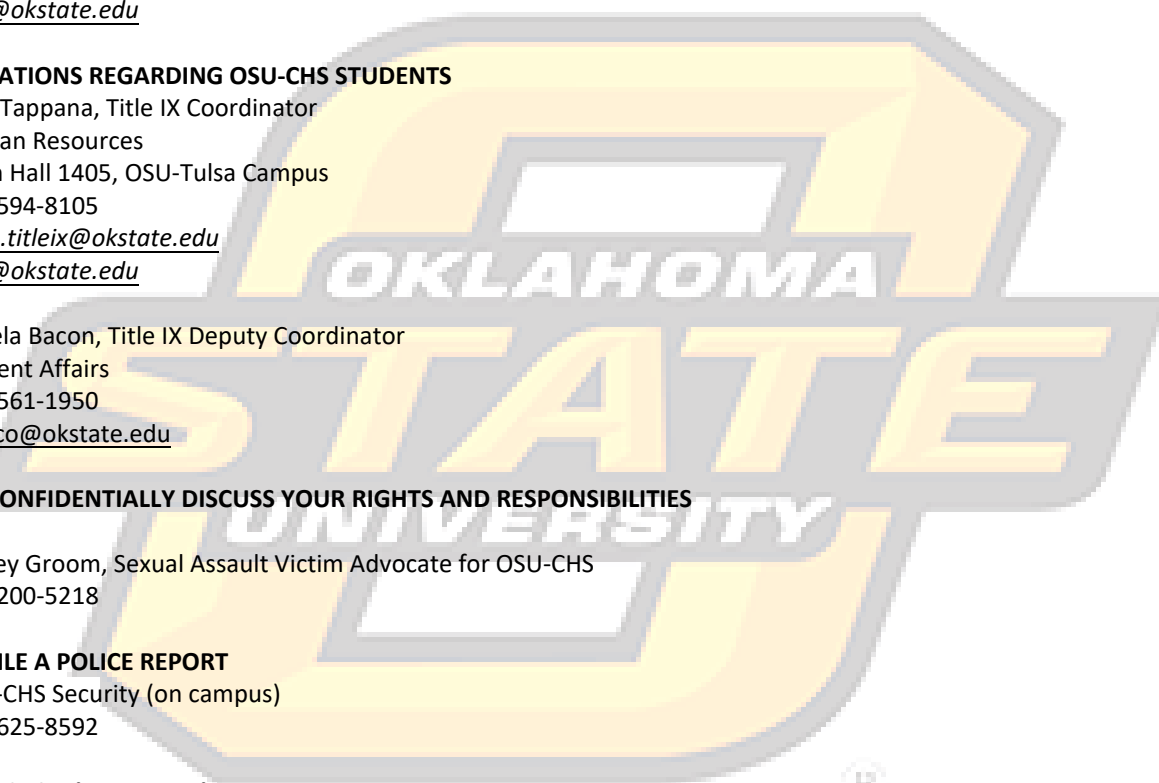 @okstate.edu
ATIONS REGARDING OSU-CHS STUDENTS
Tappana, Title IX Coordinator
an Resources
Hall 1405, OSU-Tulsa Campus
594-8105
.titleix@okstate.edu
@okstate.edu
OKLAHOMA
ela Bacon, Title IX Deputy Coordinator
STATE
ent Affairs
561-1950
co@okstate.edu
ONFIDENTIALLY DISCUSS YOUR RIGHTS AND RESPONSIBILITIES
UNIVERSITY
ey Groom, Sexual Assault Victim Advocate for OSU-CHS
200-5218
ILE A POLICE REPORT
-CHS Security (on campus)
625-8592